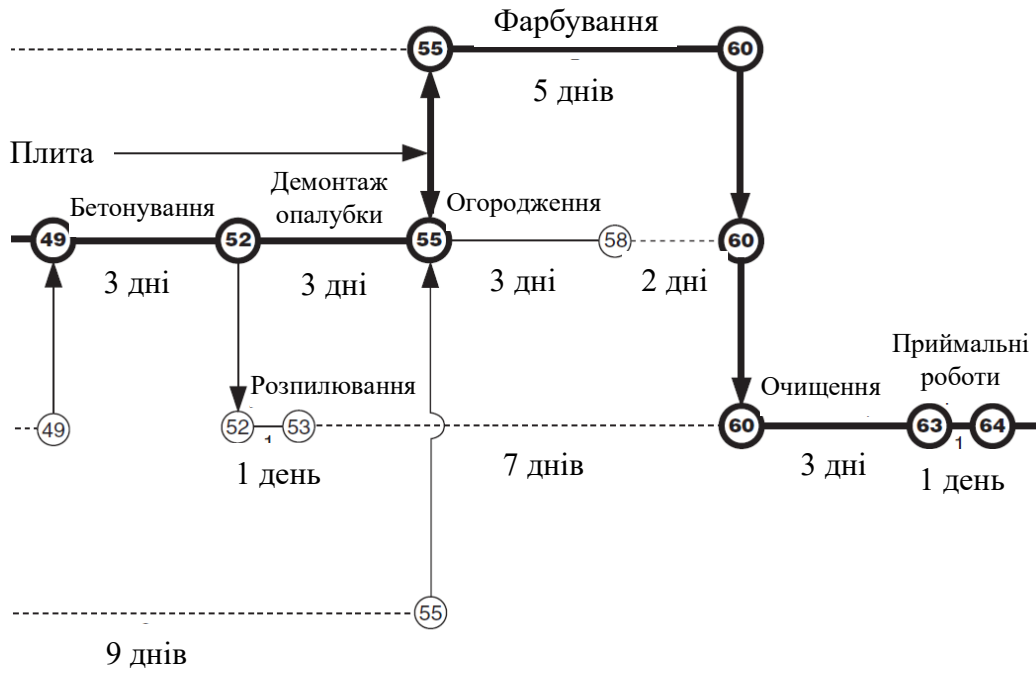 Фарбування
55
60
5 днів
Плита
Демонтаж
опалубки
Бетонування
Огородження
49
52
55
58
60
3 дні
3 дні
3 дні
2 дні
Приймальні
роботи
Розпилювання
Очищення
49
52
53
60
63
64
1
1
1 день
7 днів
3 дні
1 день
55
9 днів